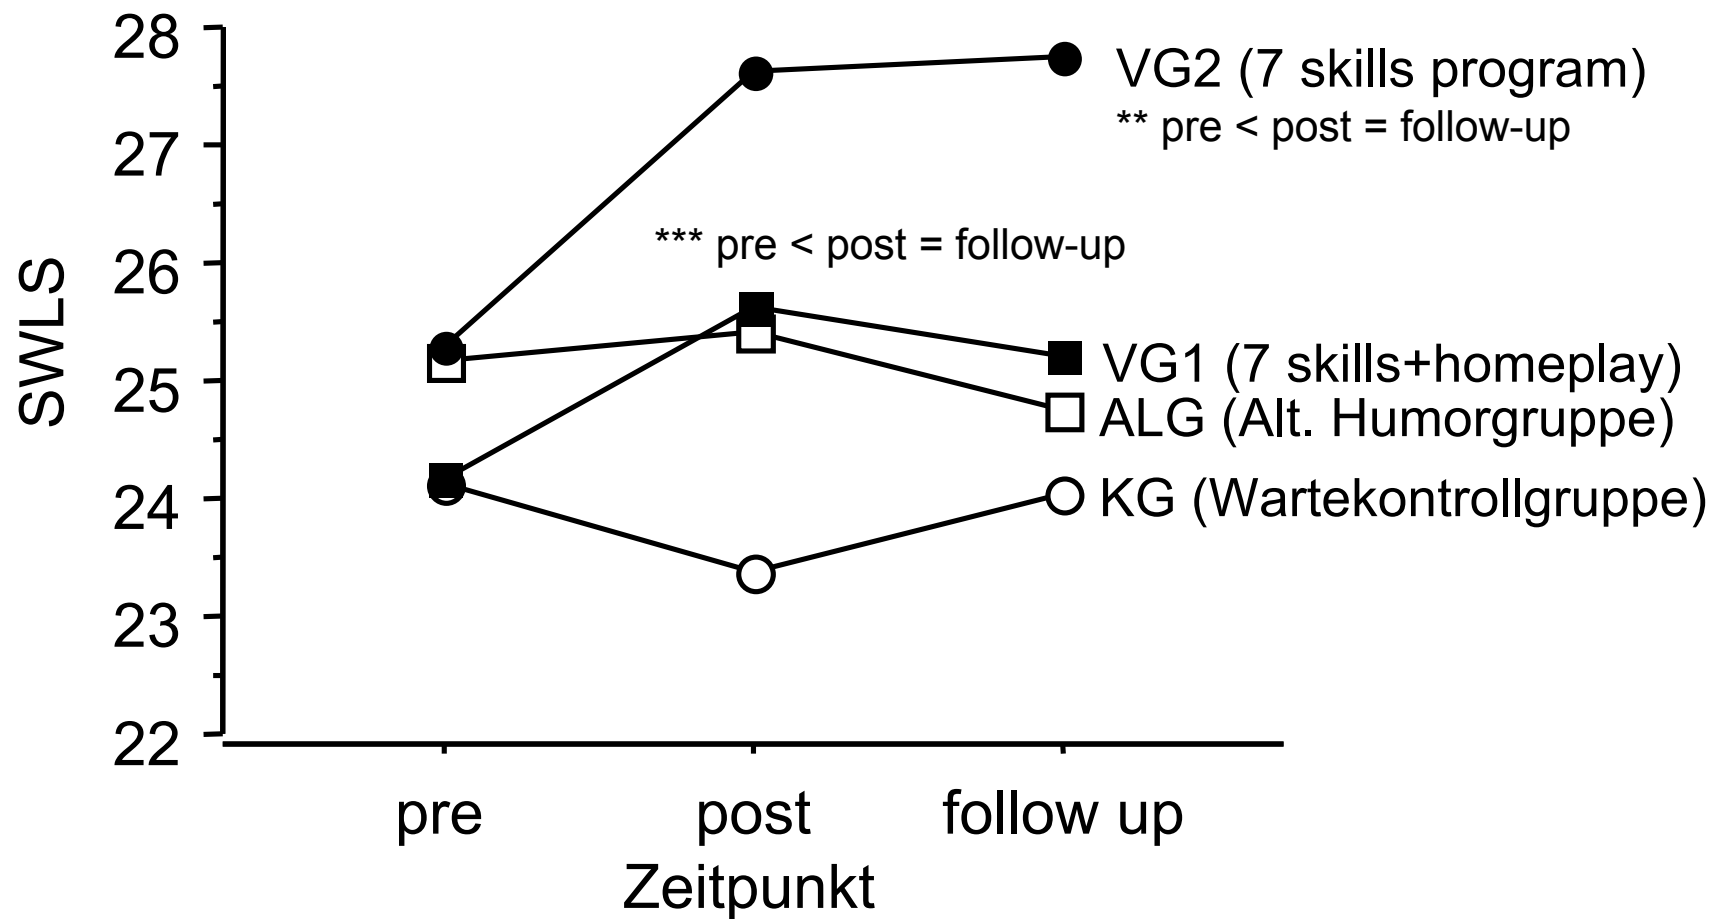 28
VG2 (7 skills program)
** pre < post = follow-up
27
*** pre < post = follow-up
26
SWLS
25
VG1 (7 skills+homeplay)
ALG (Alt. Humorgruppe)
24
KG (Wartekontrollgruppe)
23
22
pre post follow up
Zeitpunkt